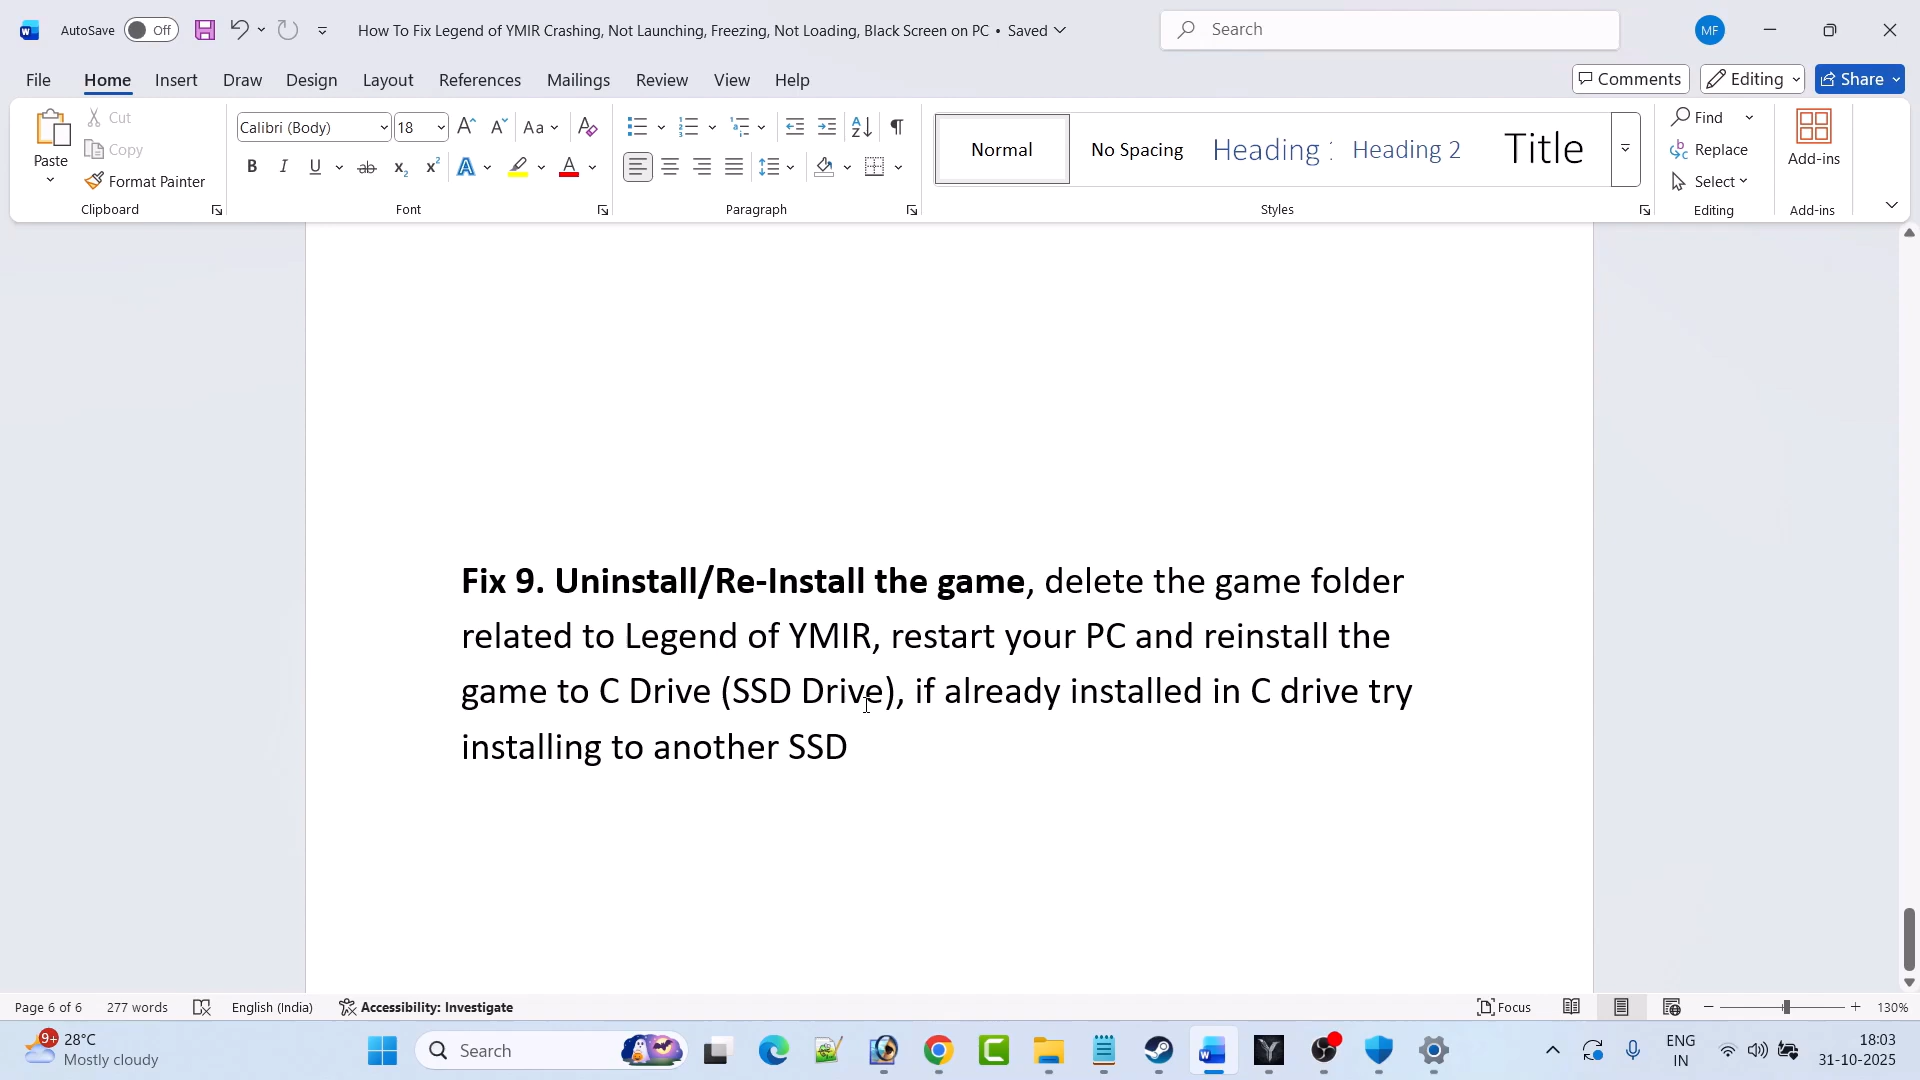 AutoSave Off How To Fix Legend of YMIR Crashing, Not Launching, Freezing, Not Loading, Black Screen on PC • Saved Search MF
File Home Insert Draw Design Layout References Mailings Review View Help Comments Editing Share
Paste Cut Copy Format Painter
Calibri (Body) 18
Normal No Spacing Heading 1 Heading 2 Title
Find Replace Select
Add-ins
Clipboard Font Paragraph Styles Editing Add-ins
Fix 9. Uninstall/Re-Install the game, delete the game folder
related to Legend of YMIR, restart your PC and reinstall the
game to C Drive (SSD Drive), if already installed in C drive try
installing to another SSD
Page 6 of 6 277 words English (India) Accessibility: Investigate Focus 130%
9+ 28°C
Mostly cloudy
Search
ENG
IN
18:03
31-10-2025